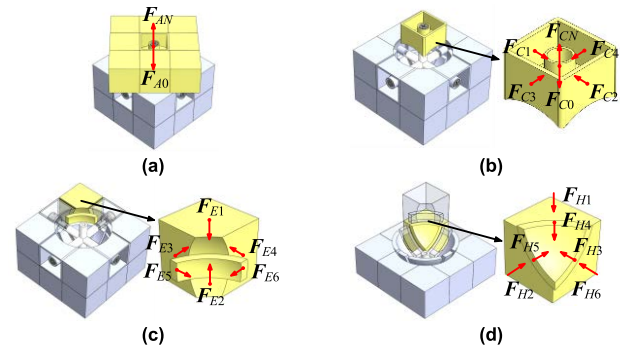 F_AN
F_A0
(a)
F_CN
F_C1
F_C4
F_C3
F_C0
F_C2
(b)
F_E1
F_E3
F_E4
F_E5
F_E6
F_E2
(c)
F_H1
F_H4
F_H5
F_H3
F_H2
F_H6
(d)